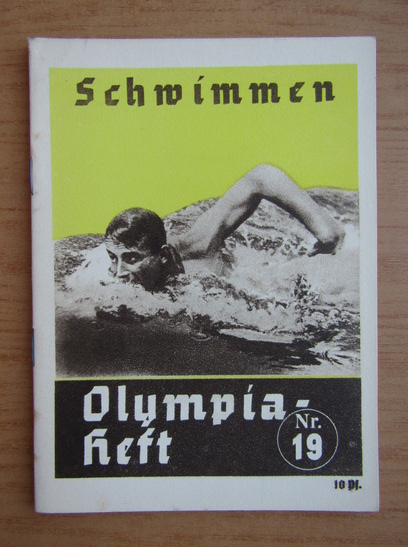 Schwimmen
Olympia-
Heft
Nr.
19
10 Pf.